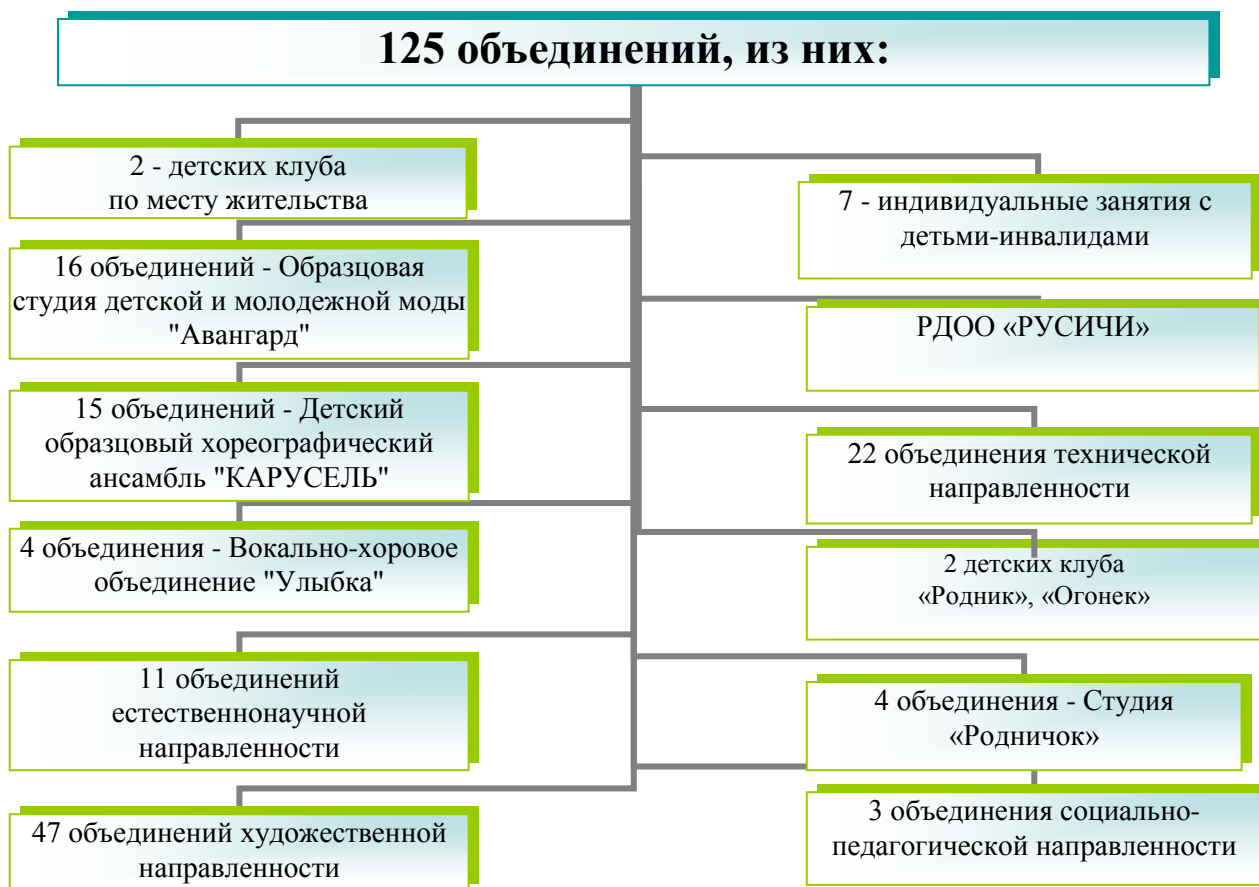 125 объединений, из них:
2 - детских клуба
по месту жительства
16 объединений - Образцовая
студия детской и молодежной моды
"Авангард"
15 объединений - Детский
образцовый хореографический
ансамбль "КАРУСЕЛЬ"
4 объединения - Вокально-хоровое
объединение "Улыбка"
11 объединений
естественнонаучной
направленности
47 объединений художественной
направленности
7 - индивидуальные занятия с
детьми-инвалидами
РДОО «РУСИЧИ»
22 объединения технической
направленности
2 детских клуба
«Родник», «Огонек»
4 объединения - Студия
«Родничок»
3 объединения социально-
педагогической направленности